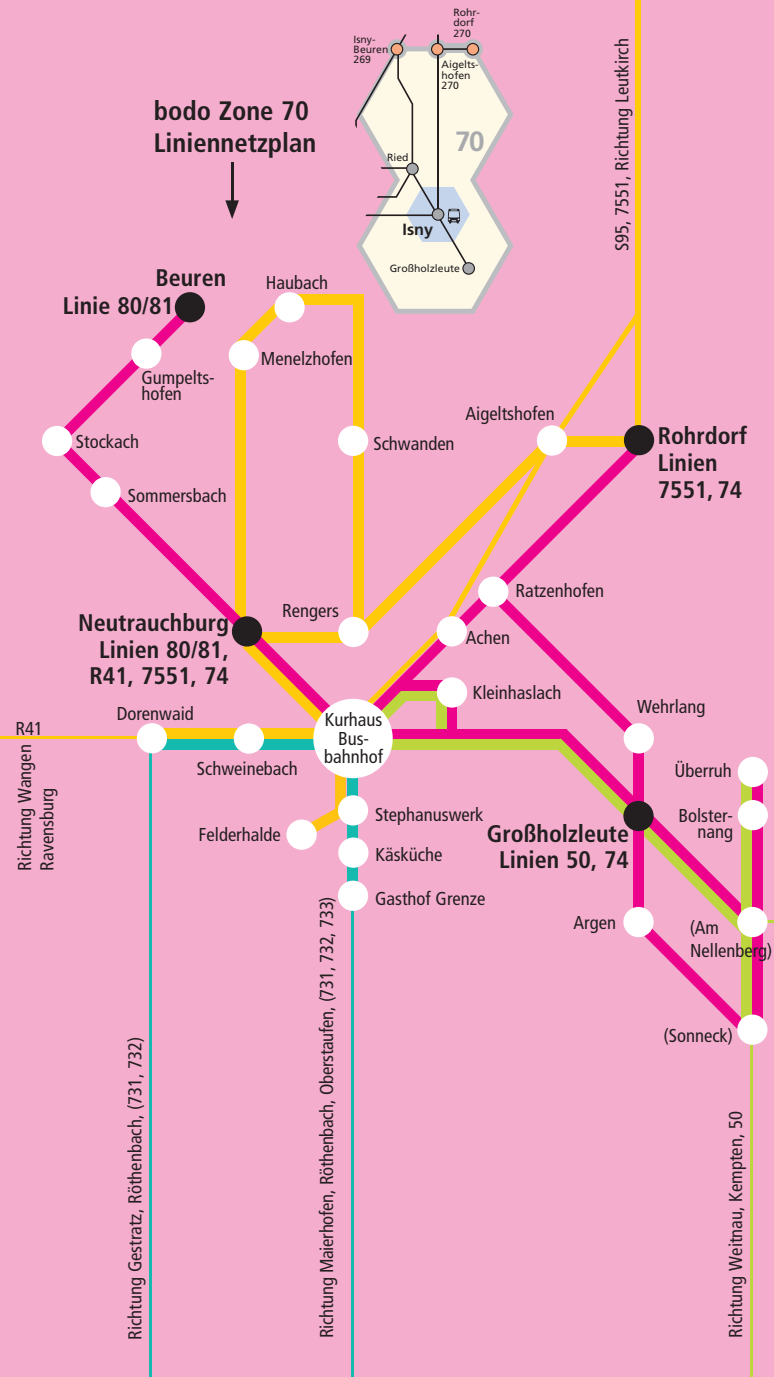 bodo Zone 70
Liniennetzplan
Isny-
Beuren
269
Rohr-
dorf
270
Aigelts-
hofen
270
70
Ried
Isny
Großholzleute
S95, 7551, Richtung Leutkirch
Beuren
Linie 80/81
Haubach
Menelzhofen
Gumpelts-
hofen
Stockach
Schwanden
Aigeltshofen
Rohrdorf
Linien
7551, 74
Sommersbach
Ratzenhofen
Rengers
Achen
Neutrauchburg
Linien 80/81,
R41, 7551, 74
Kleinhaslach
Dorenwaid
Kurhaus
Bus-
bahnhof
Wehrlang
R41
Richtung Wangen
Ravensburg
Schweinebach
Überruh
Stephanuswerk
Bolster-
nang
Felderhalde
Großholzleute
Linien 50, 74
Käsküche
Gasthof Grenze
Argen
(Am
Nellenberg)
(Sonneck)
Richtung Gestratz, Röthenbach, (731, 732)
Richtung Maierhofen, Röthenbach, Oberstaufen, (731, 732, 733)
Richtung Weitnau, Kempten, 50